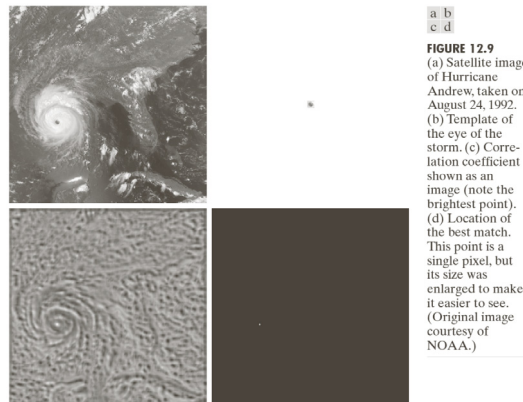 a b
c d
FIGURE 12.9
(a) Satellite image
of Hurricane
Andrew, taken on
August 24, 1992.
(b) Template of
the eye of the
storm. (c) Corre-
lation coefficient
shown as an
image (note the
brightest point).
(d) Location of
the best match.
This point is a
single pixel, but
its size was
enlarged to make
it easier to see.
(Original image
courtesy of
NOAA.)